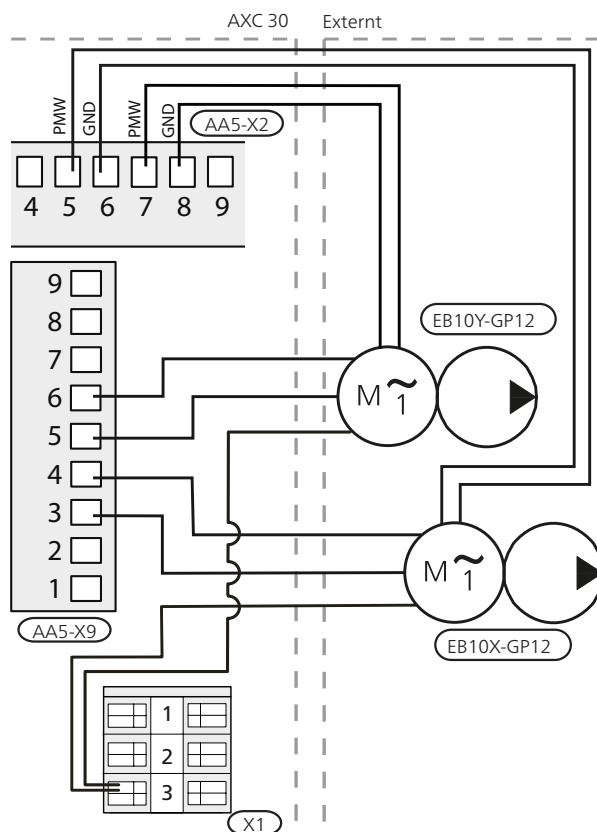 AXC 30 Externt
PMW GND PMW GND
AA5-X2
4 5 6 7 8 9
9
8
7
6
5
4
3
2
1
AA5-X9
EB10Y-GP12
M ~ 1
M ~ 1
EB10X-GP12
1
2
3
X1